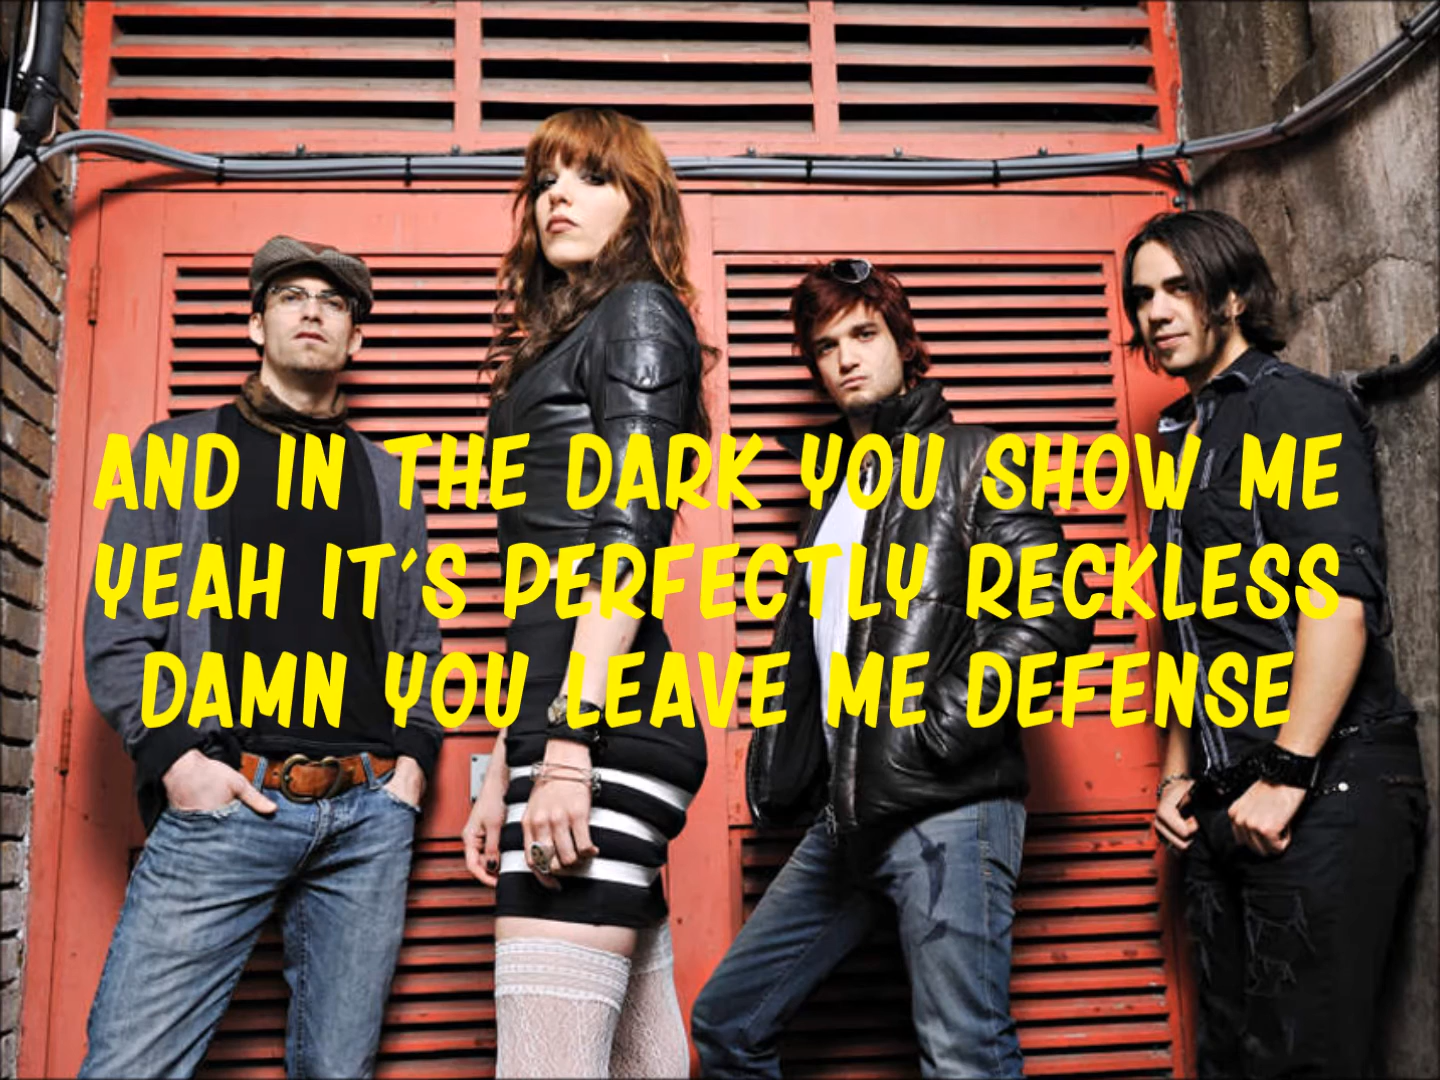 AND IN THE DARK YOU SHOW ME
YEAH IT'S PERFECTLY RECKLESS
DAMN YOU LEAVE ME DEFENSE